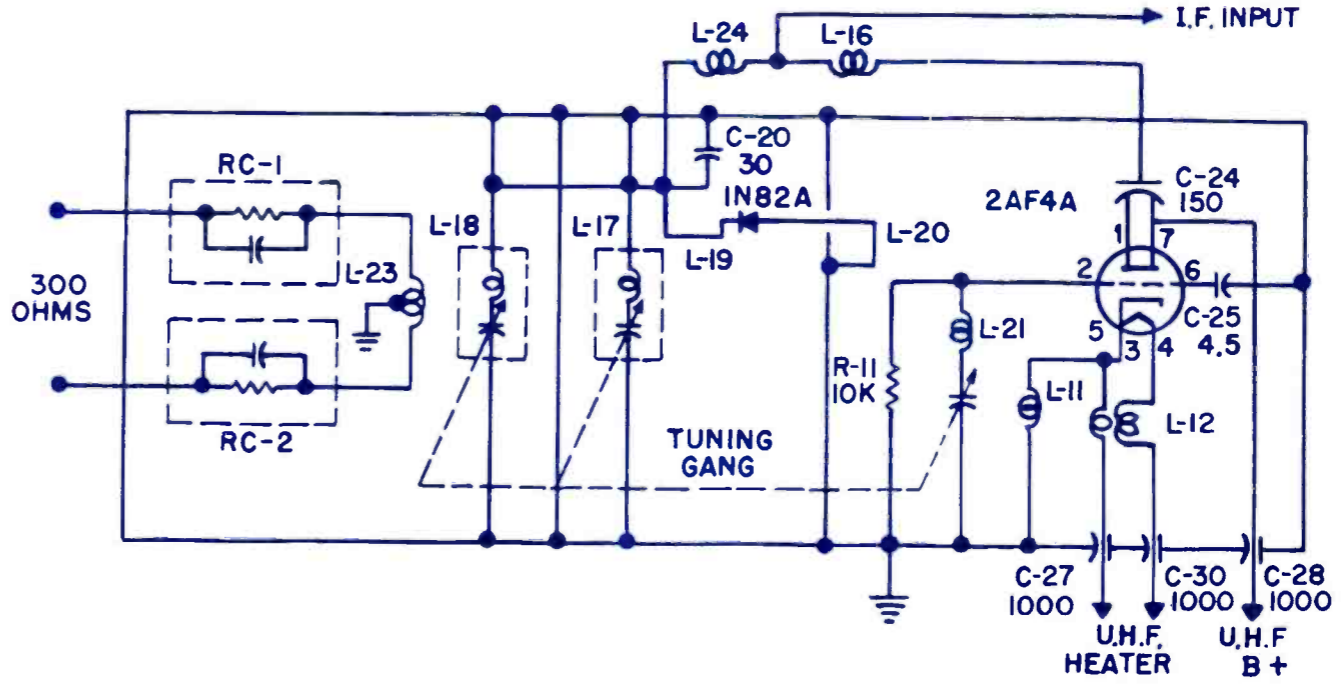 I.F. INPUT
L-24
L-16
C-20
30
RC-1
IN82A
2AF4A
C-24
150
1
7
L-18
L-17
L-20
L-19
2
6
300
OHMS
L-23
C-25
4.5
5
3
4
L-21
R-11
10K
L-11
L-12
RC-2
TUNING
GANG
C-27
1000
C-30
1000
C-28
1000
U.H.F.
HEATER
U.H.F
B +